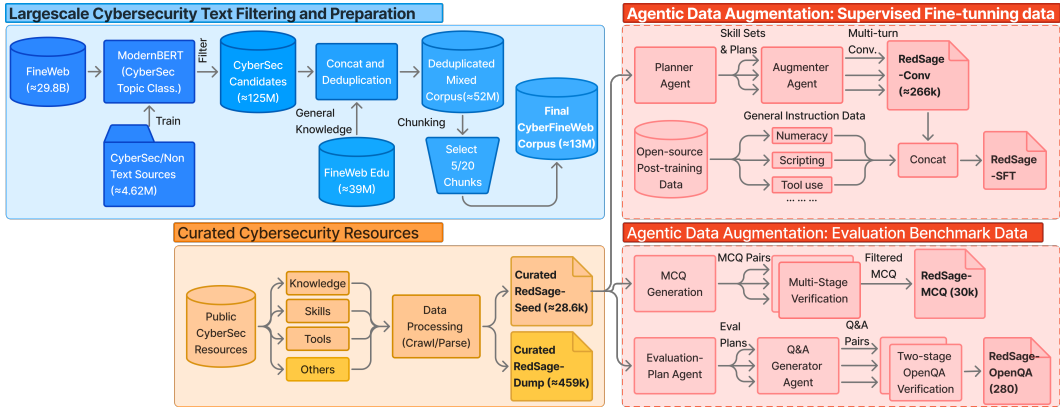 Largescale Cybersecurity Text Filtering and Preparation
FineWeb
(≈29.8B)
ModernBERT
(CyberSec
Topic Class.)
Filter
CyberSec
Candidates
(≈125M)
Concat and
Deduplication
Deduplicated
Mixed
Corpus(≈52M)
Train
CyberSec/Non
Text Sources
(≈4.62M)
General
Knowledge
FineWeb Edu
(≈39M)
Chunking
Select
5/20
Chunks
Final
CyberFineWeb
Corpus (≈13M)
Curated Cybersecurity Resources
Public
CyberSec
Resources
Knowledge
Skills
Tools
Others
Data
Processing
(Crawl/Parse)
Curated
RedSage-
Seed (≈28.6k)
Curated
RedSage-
Dump (≈459k)
Agentic Data Augmentation: Supervised Fine-tunning data
Planner
Agent
Skill Sets
& Plans
Augmenter
Agent
Multi-turn
Conv.
RedSage
-Conv
(≈266k)
General Instruction Data
Open-source
Post-training
Data
Numeracy
Scripting
Tool use
... ... ...
Concat
RedSage
-SFT
Agentic Data Augmentation: Evaluation Benchmark Data
MCQ
Generation
MCQ Pairs
Multi-Stage
Verification
Filtered
MCQ
RedSage-
MCQ (30k)
Evaluation-
Plan Agent
Eval
Plans
Q&A
Generator
Agent
Q&A
Pairs
Two-stage
OpenQA
Verification
RedSage-
OpenQA
(280)